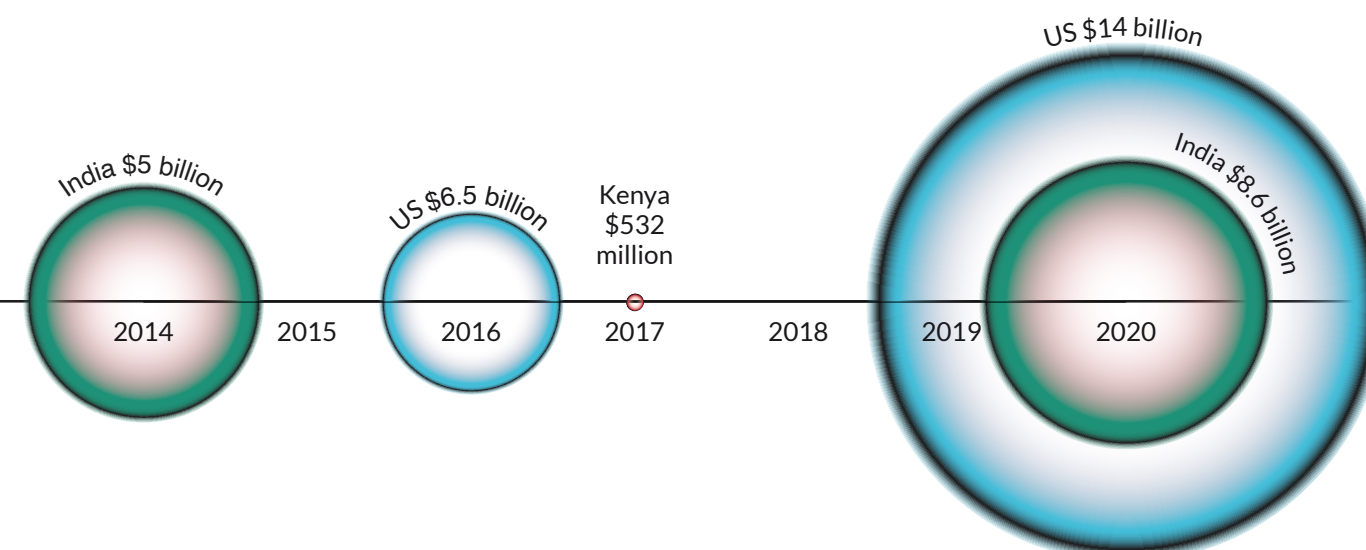 US $14 billion
India $8.6 billion
India $5 billion
US $6.5 billion
Kenya
$532
million
2014
2015
2016
2017
2018
2019
2020